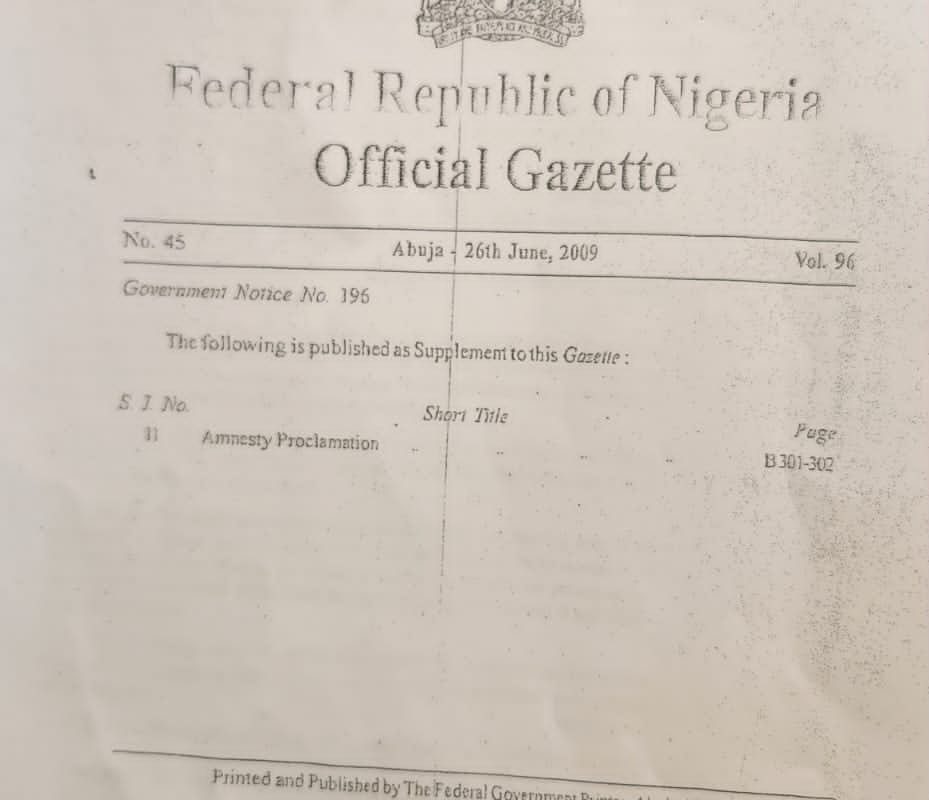 Federal Republic of Nigeria
Official Gazette
No. 45 Abuja - 26th June, 2009 Vol. 96
Government Notice No. 196
The following is published as Supplement to this Gazette :
S. I. No. Short Title Page
11 Amnesty Proclamation .. .. .. .. B 301-302
Printed and Published by The Federal Government